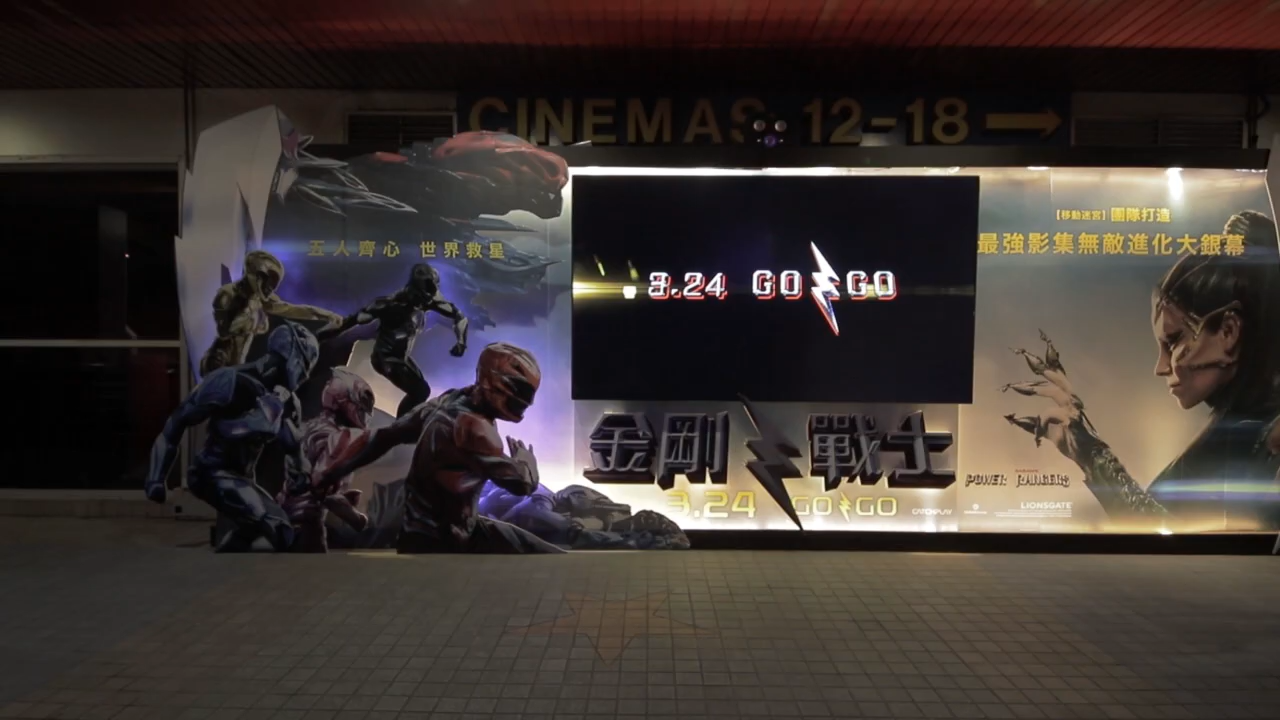 CINEMAS 12-18 →
五人齊心 世界救星
3.24 GO GO
金剛戰士
3.24 GO GO
【移動迷宮】團隊打造
最強影集無敵進化大銀幕
POWER RANGERS
CATCHPLAY
LIONSGATE